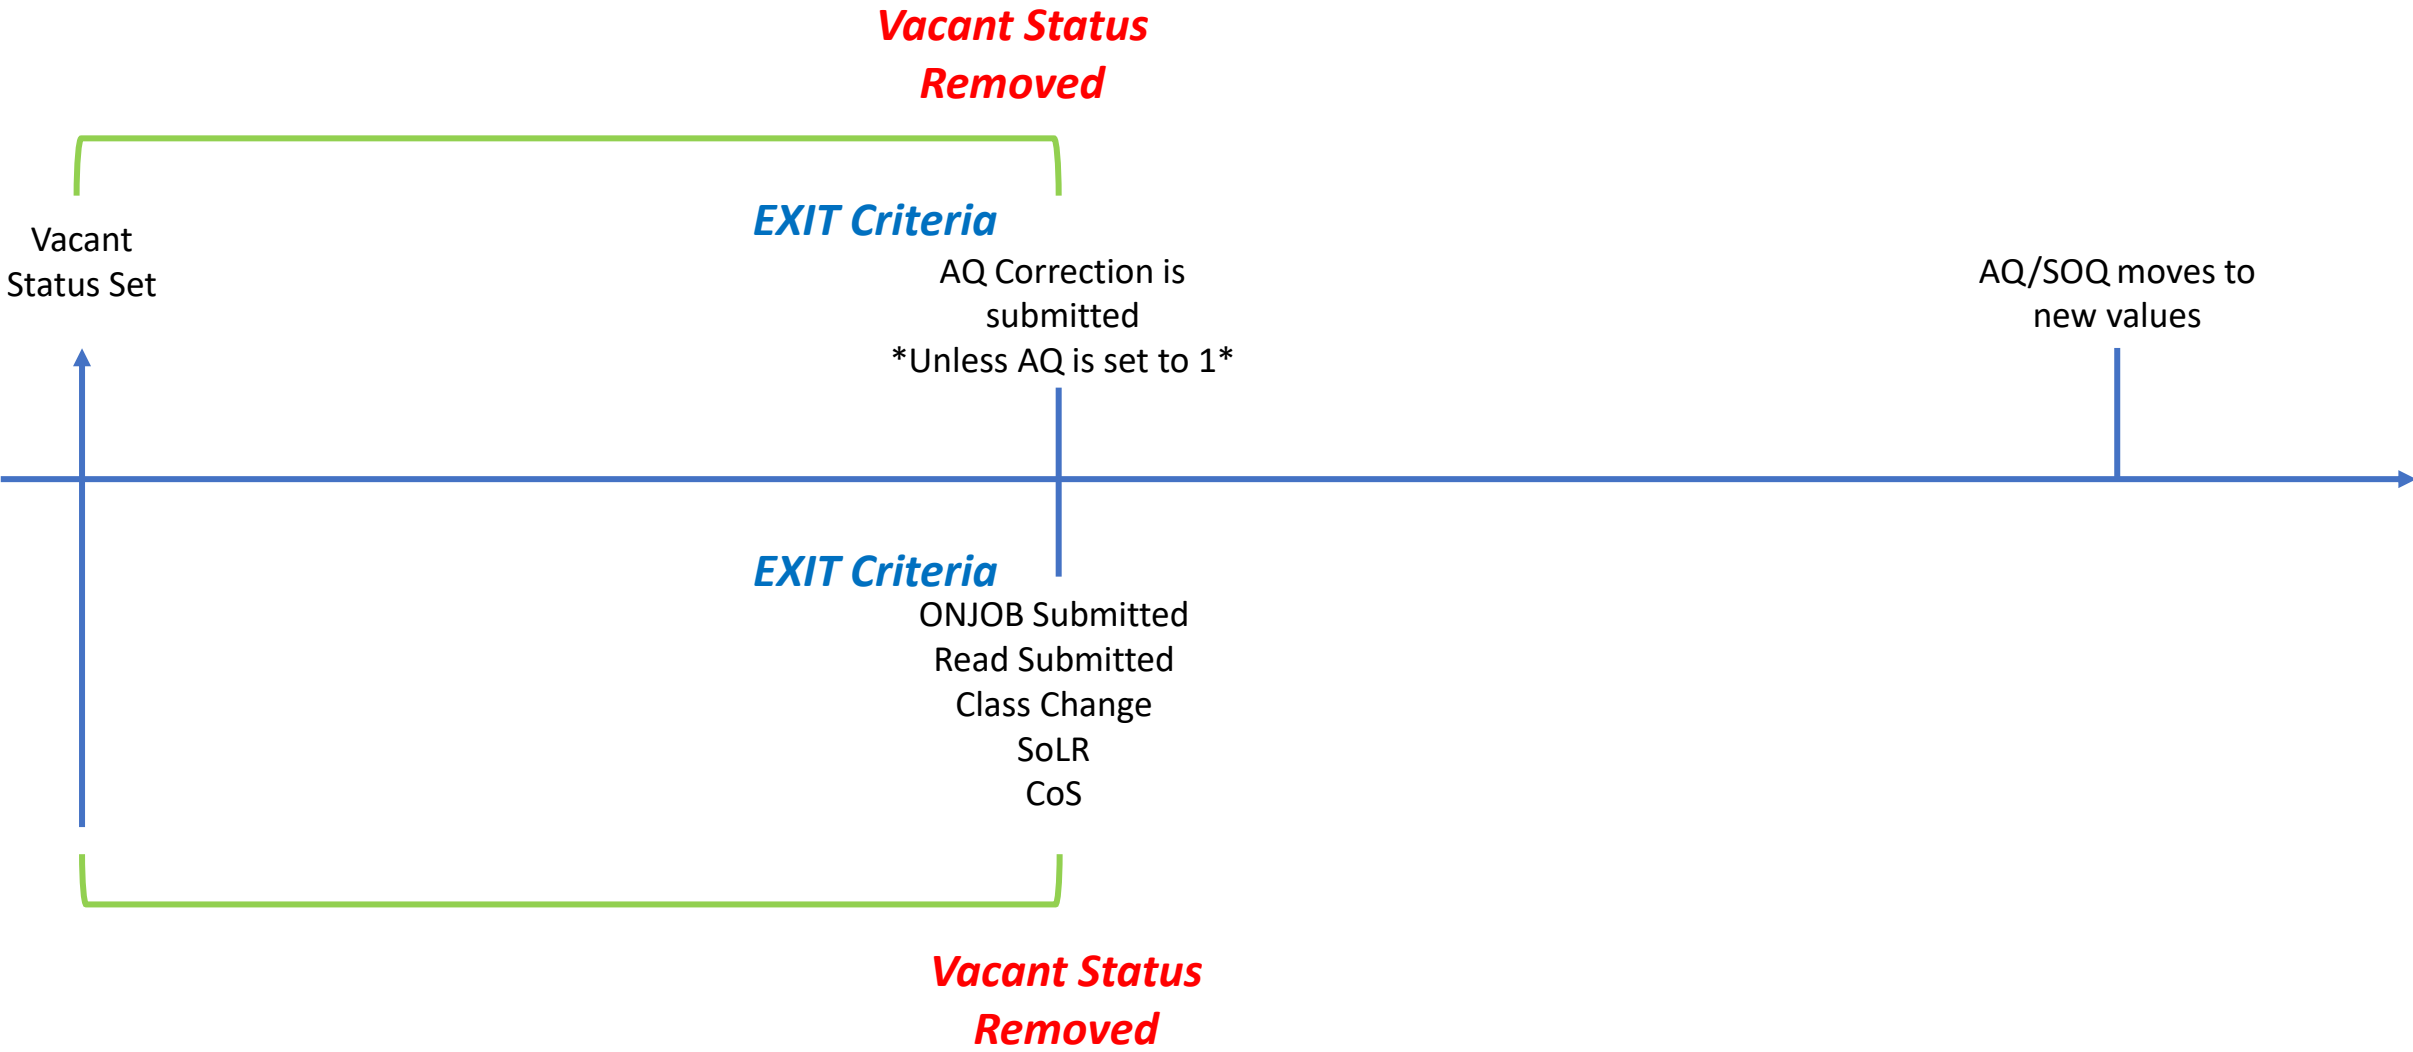 Vacant Status
Removed
EXIT Criteria
Vacant
Status Set
AQ Correction is
submitted
*Unless AQ is set to 1*
AQ/SOQ moves to
new values
EXIT Criteria
ONJOB Submitted
Read Submitted
Class Change
SoLR
CoS
Vacant Status
Removed